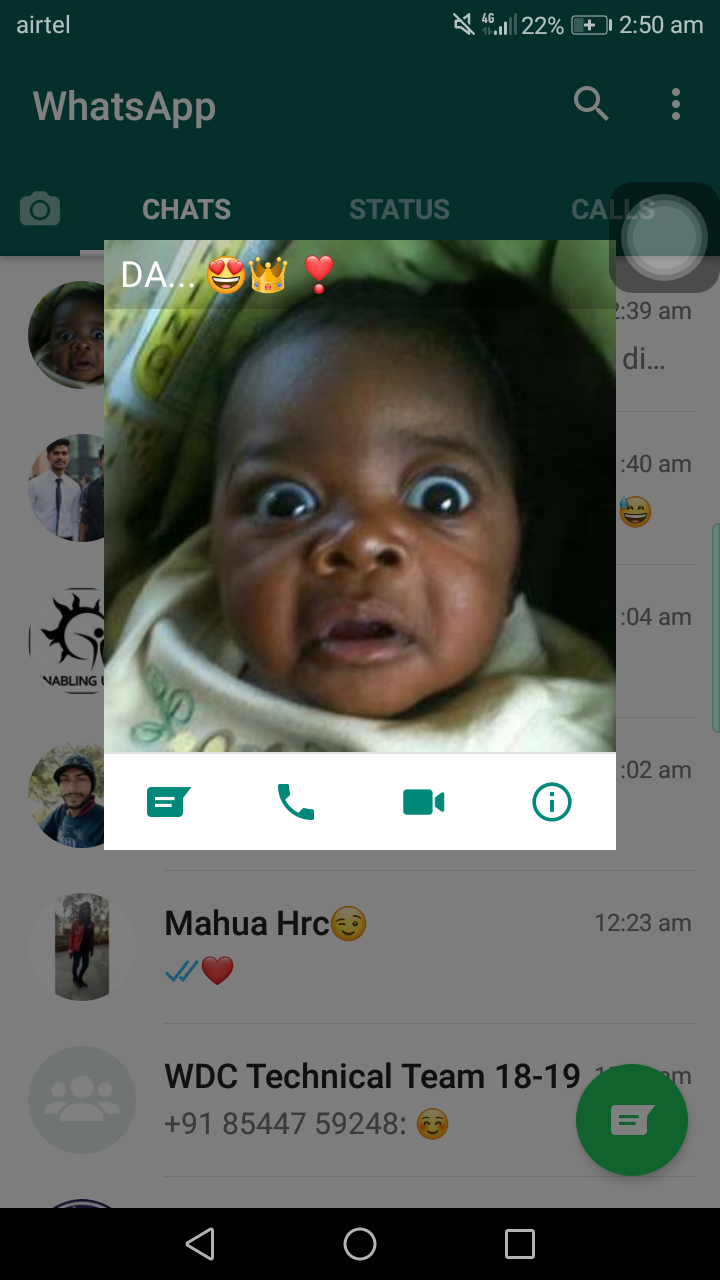 airtel 4G 22% 2:50 am
WhatsApp
CHATS STATUS CALLS
DA... 😍👑 ❣️
2:39 am
di...
:40 am
😅
:04 am
NABLING
:02 am
Mahua Hrc😉 12:23 am
❤️
WDC Technical Team 18-19
+91 85447 59248: ☺️